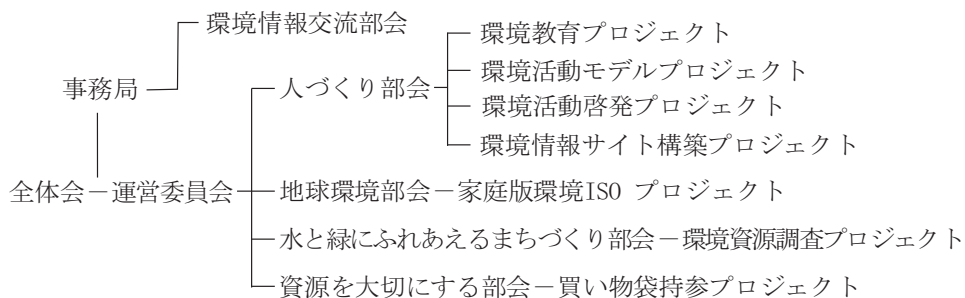 環境情報交流部会
環境教育プロジェクト
環境活動モデルプロジェクト
事務局
人づくり部会
環境活動啓発プロジェクト
環境情報サイト構築プロジェクト
全体会－運営委員会
地球環境部会－家庭版環境ISO プロジェクト
水と緑にふれあえるまちづくり部会－環境資源調査プロジェクト
資源を大切にする部会－買い物袋持参プロジェクト